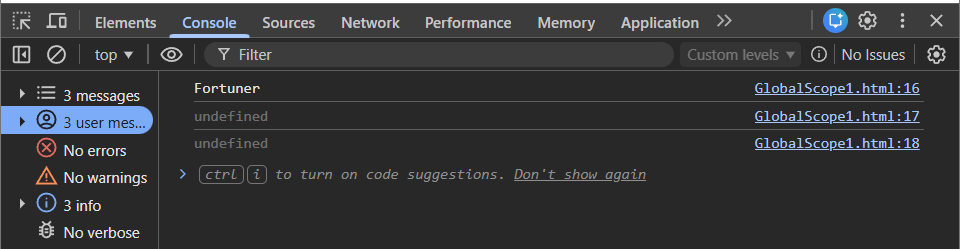 Elements Console Sources Network Performance Memory Application
top Filter Custom levels No Issues
3 messages
3 user mes...
No errors
No warnings
3 info
No verbose
Fortuner GlobalScope1.html:16
undefined GlobalScope1.html:17
undefined GlobalScope1.html:18
ctrl i to turn on code suggestions. Don't show again